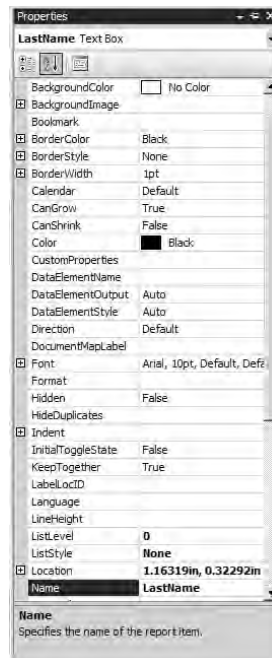 Properties
LastName Text Box
BackgroundColor No Color
BackgroundImage
Bookmark
BorderColor Black
BorderStyle None
BorderWidth 1pt
Calendar Default
CanGrow True
CanShrink False
Color Black
CustomProperties
DataElementName
DataElementOutput Auto
DataElementStyle Auto
Direction Default
DocumentMapLabel
Font Arial, 10pt, Default, Defa
Format
Hidden False
HideDuplicates
Indent
InitialToggleState False
KeepTogether True
LabelLocID
Language
LineHeight
ListLevel 0
ListStyle None
Location 1.16319in, 0.32292in
Name LastName
Name
Specifies the name of the report item.